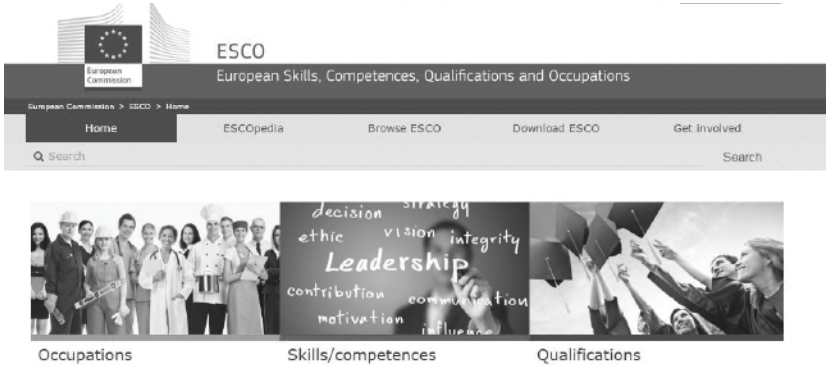 ESCO
European
Commission
European Skills, Competences, Qualifications and Occupations
European Commission > ESCO > Home
Home ESCOpedia Browse ESCO Download ESCO Get involved
Search Search
decision strategy
ethic vision integrity
Leadership
contribution communication
motivation influence
Occupations Skills/competences Qualifications